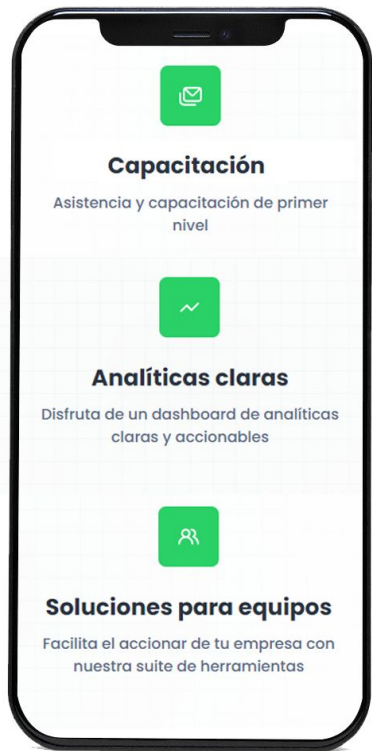 Capacitación
Asistencia y capacitación de primer
nivel
Analíticas claras
Disfruta de un dashboard de analíticas
claras y accionables
Soluciones para equipos
Facilita el accionar de tu empresa con
nuestra suite de herramientas